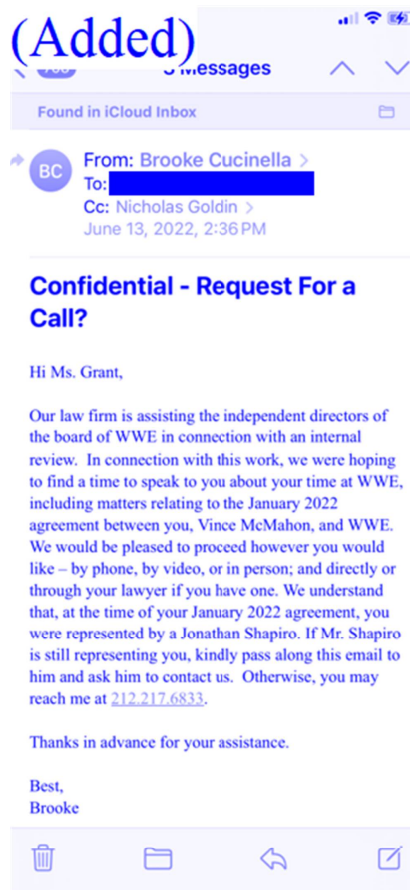 (Added)
3 Messages
Found in iCloud Inbox
BC
From: Brooke Cucinella >
To:
Cc: Nicholas Goldin >
June 13, 2022, 2:36 PM
Confidential - Request For a
Call?
Hi Ms. Grant,
Our law firm is assisting the independent directors of
the board of WWE in connection with an internal
review.  In connection with this work, we were hoping
to find a time to speak to you about your time at WWE,
including matters relating to the January 2022
agreement between you, Vince McMahon, and WWE.
We would be pleased to proceed however you would
like – by phone, by video, or in person; and directly or
through your lawyer if you have one. We understand
that, at the time of your January 2022 agreement, you
were represented by a Jonathan Shapiro. If Mr. Shapiro
is still representing you, kindly pass along this email to
him and ask him to contact us.  Otherwise, you may
reach me at 212.217.6833.
Thanks in advance for your assistance.
Best,
Brooke